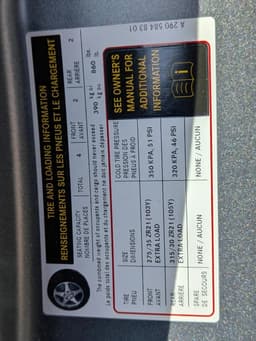 TIRE AND LOADING INFORMATION
RENSEIGNEMENTS SUR LES PNEUS ET LE CHARGEMENT
SEATING CAPACITY
NOMBRE DE PLACES
TOTAL 4
FRONT
AVANT 2
REAR
ARRIÈRE 2
The combined weight of occupants and cargo should never exceed 390 kg or 860 lbs.
Le poids total des occupants et du chargement ne doit jamais dépasser 390 kg ou 860 lb.
TIRE
PNEU
SIZE
DIMENSIONS
COLD TIRE PRESSURE
PRESSION DES
PNEUS À FROID
FRONT
AVANT
275/35 ZR21 (103Y)
EXTRA LOAD
350 KPA, 51 PSI
REAR
ARRIÈRE
315/30 ZR21 (105Y)
EXTRA LOAD
320 KPA, 46 PSI
SPARE
DE SECOURS
NONE / AUCUN
NONE / AUCUN
SEE OWNER'S
MANUAL FOR
ADDITIONAL
INFORMATION
A 290 584 83 01